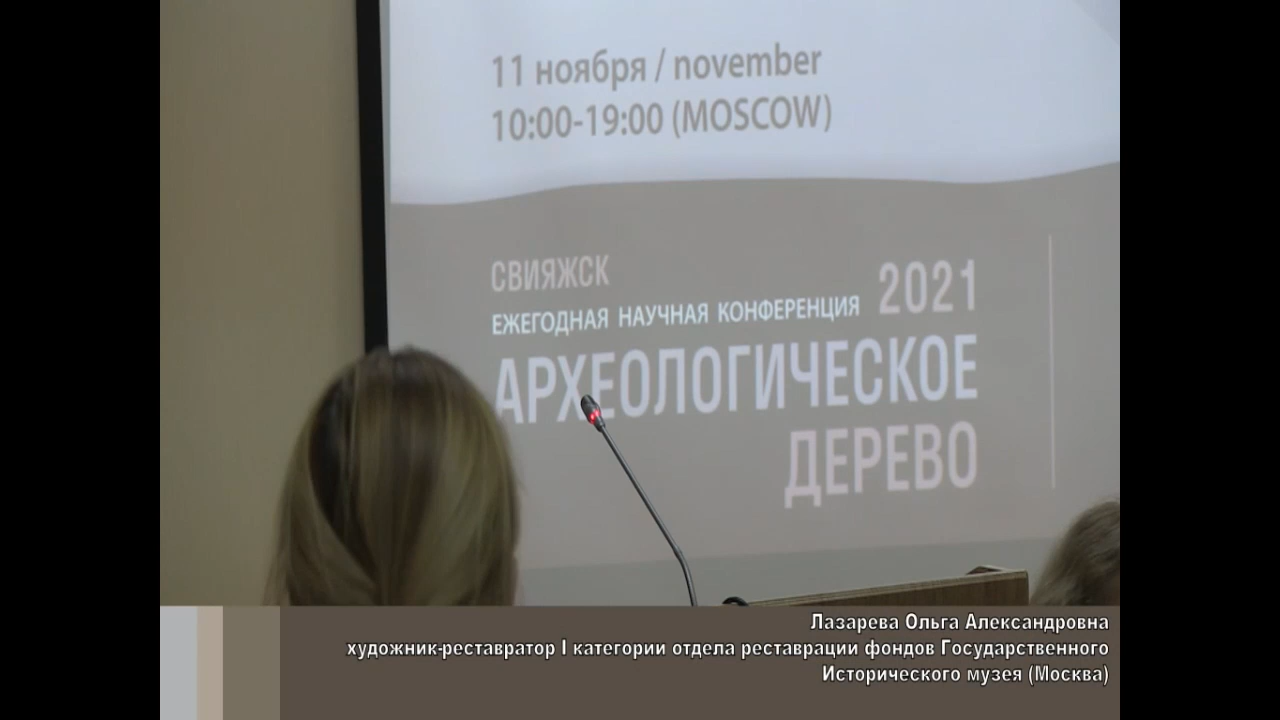 11 ноября / november
10:00-19:00 (MOSCOW)
СВИЯЖСК
ЕЖЕГОДНАЯ НАУЧНАЯ КОНФЕРЕНЦИЯ 2021
АРХЕОЛОГИЧЕСКОЕ
ДЕРЕВО
Лазарева Ольга Александровна
художник-реставратор I категории отдела реставрации фондов Государственного
Исторического музея (Москва)